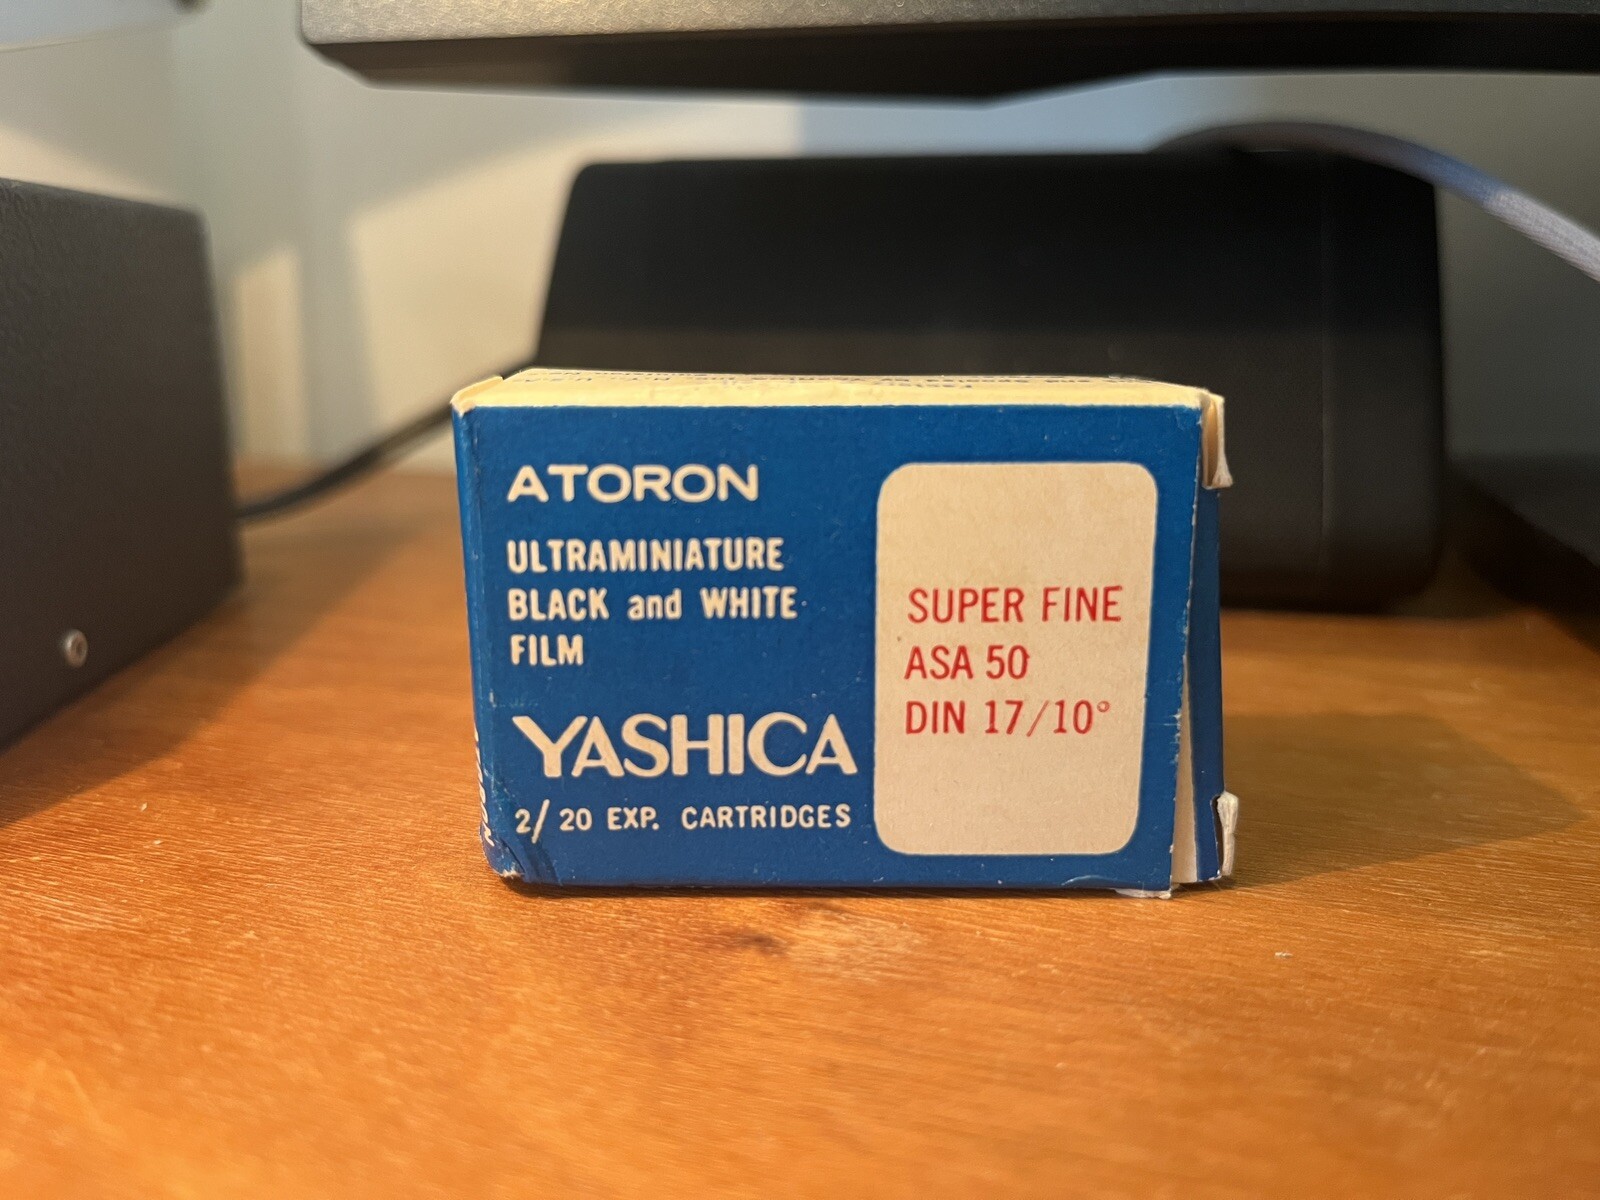 ATORON
ULTRAMINIATURE
BLACK and WHITE
FILM
YASHICA
2/20 EXP. CARTRIDGES
SUPER FINE
ASA 50
DIN 17/10°